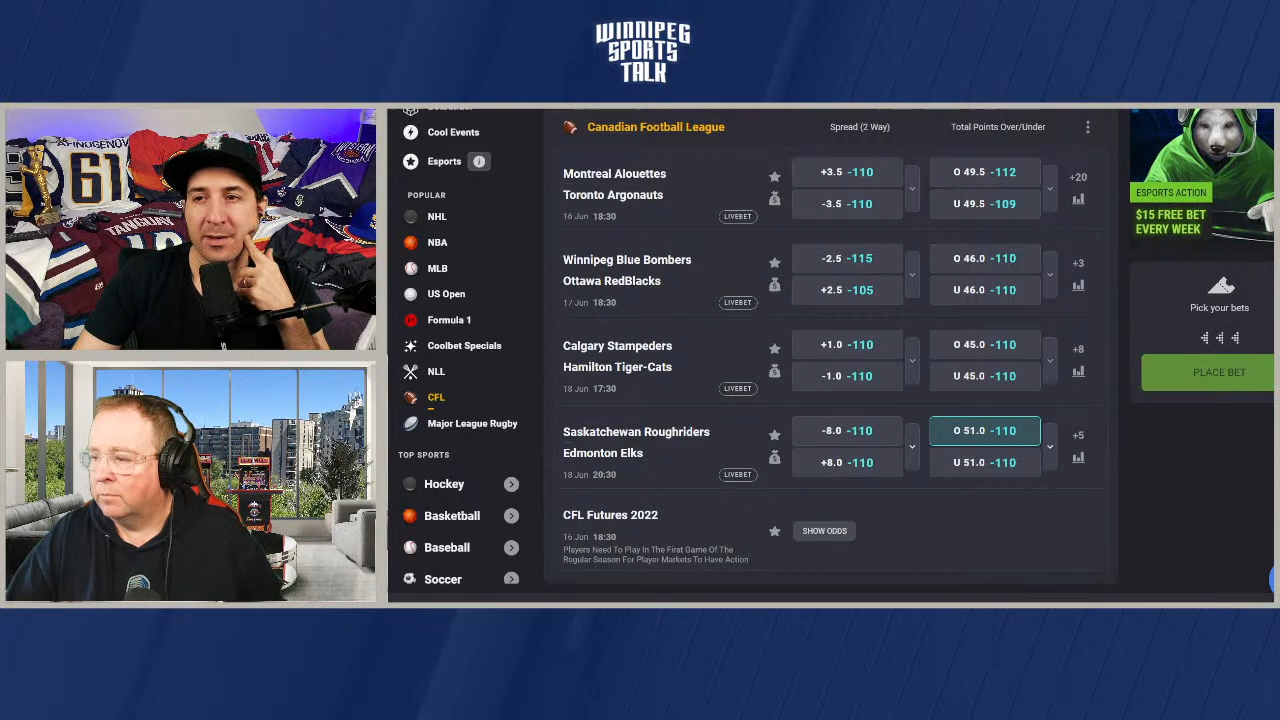 WINNIPEG
SPORTS
TALK
AFINOGENOV
61
TANGUAY
Cool Events
Esports
POPULAR
NHL
NBA
MLB
US Open
Formula 1
Coolbet Specials
NLL
CFL
Major League Rugby
TOP SPORTS
Hockey
Basketball
Baseball
Soccer
Canadian Football League Spread (2 Way) Total Points Over/Under
Montreal Alouettes +3.5 -110 O 49.5 -112 +20
Toronto Argonauts -3.5 -110 U 49.5 -109
16 Jun 18:30 LIVEBET
Winnipeg Blue Bombers -2.5 -115 O 46.0 -110 +3
Ottawa RedBlacks +2.5 -105 U 46.0 -110
17 Jun 18:30 LIVEBET
Calgary Stampeders +1.0 -110 O 45.0 -110 +8
Hamilton Tiger-Cats -1.0 -110 U 45.0 -110
18 Jun 17:30 LIVEBET
Saskatchewan Roughriders -8.0 -110 O 51.0 -110 +5
Edmonton Elks +8.0 -110 U 51.0 -110
18 Jun 20:30 LIVEBET
CFL Futures 2022
16 Jun 18:30 SHOW ODDS
Players Need To Play In The First Game Of The
Regular Season For Player Markets To Have Action
ESPORTS ACTION
$15 FREE BET
EVERY WEEK
Pick your bets
PLACE BET